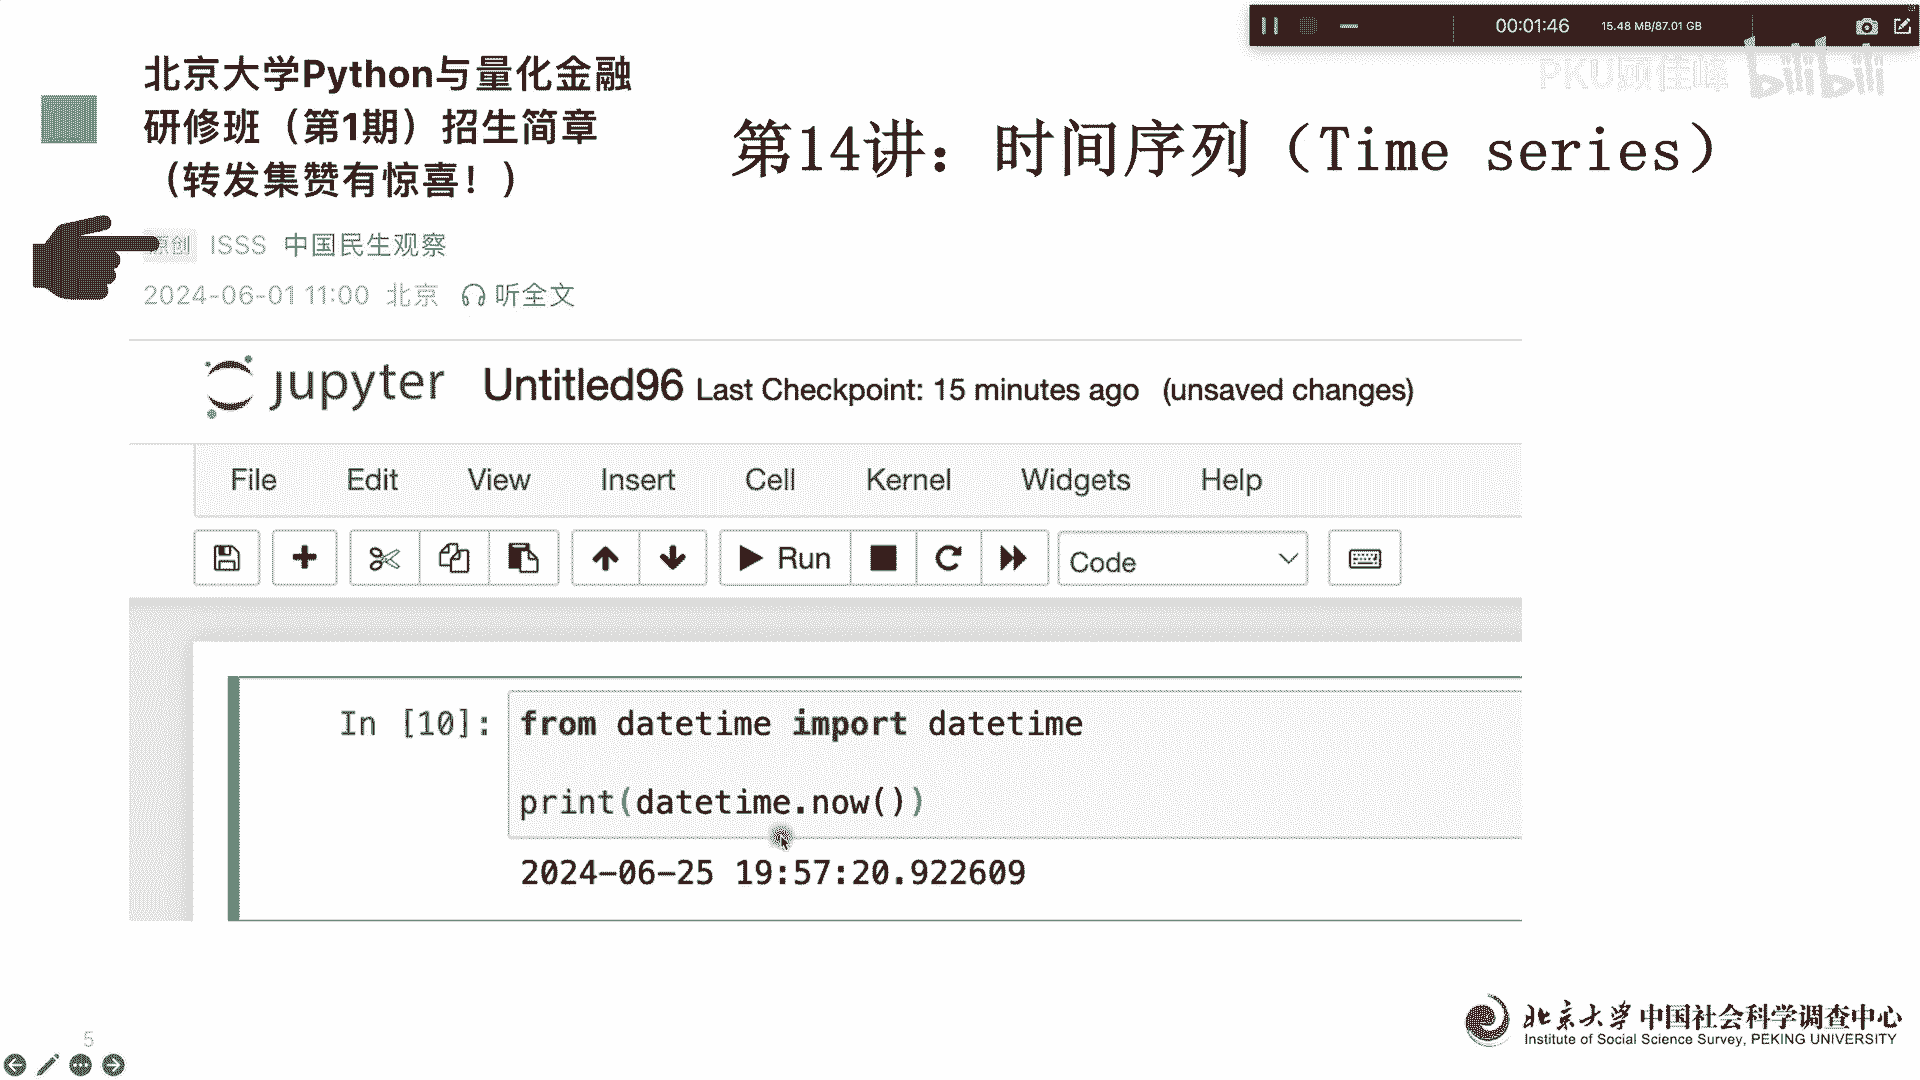 00:01:46
15.48 MB/87.01 GB
PKU顾佳峰 bilibili
北京大学Python与量化金融
研修班（第1期）招生简章
（转发集赞有惊喜！）
第14讲：时间序列（Time series）
原创 ISSS 中国民生观察
2024-06-01 11:00 北京 听全文
jupyter Untitled96 Last Checkpoint: 15 minutes ago (unsaved changes)
File Edit View Insert Cell Kernel Widgets Help
Run Code
In [10]: from datetime import datetime
print(datetime.now())
2024-06-25 19:57:20.922609
北京大学中国社会科学调查中心
Institute of Social Science Survey, PEKING UNIVERSITY
5